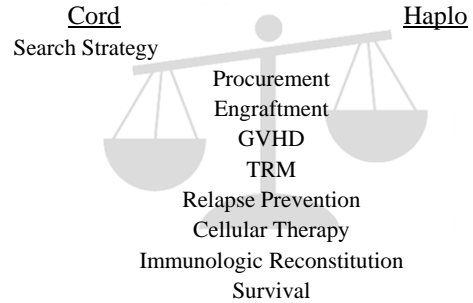 Cord Haplo
Search Strategy
Procurement
Engraftment
GVHD
TRM
Relapse Prevention
Cellular Therapy
Immunologic Reconstitution
Survival